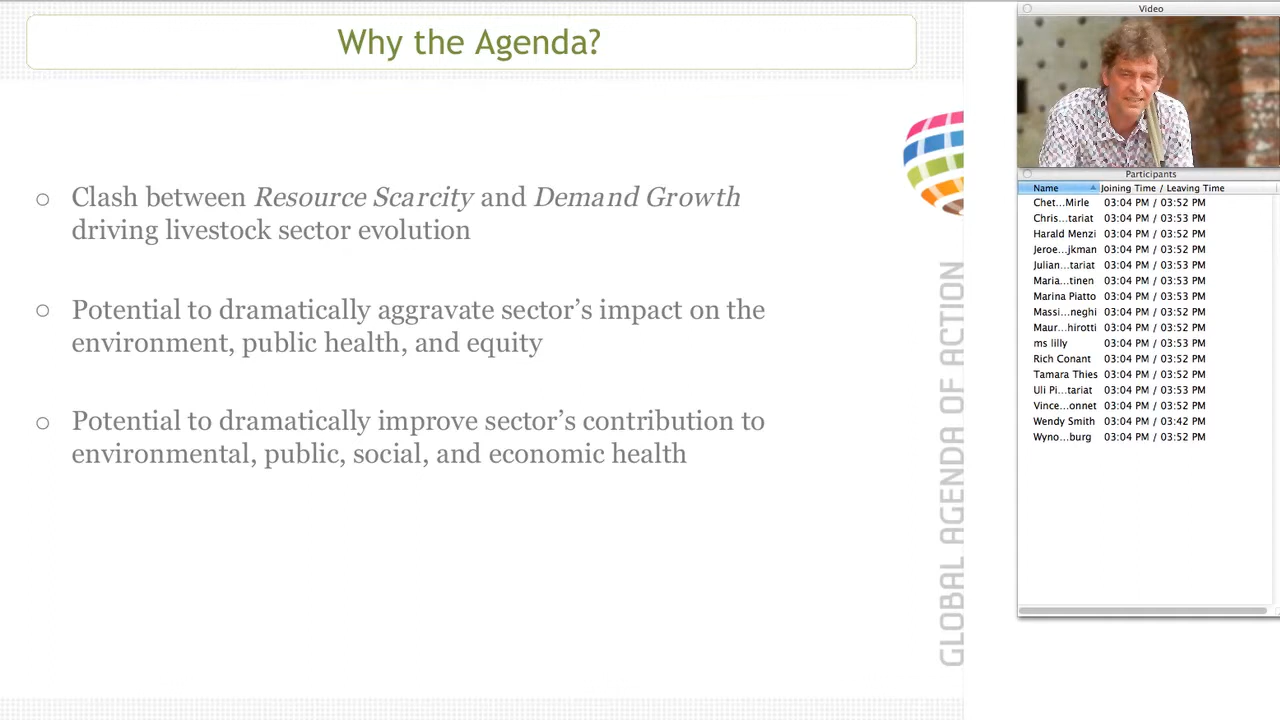 Why the Agenda?
Clash between Resource Scarcity and Demand Growth
driving livestock sector evolution
Potential to dramatically aggravate sector's impact on the
environment, public health, and equity
Potential to dramatically improve sector's contribution to
environmental, public, social, and economic health
GLOBAL AGENDA OF ACTION
Video
Participants
Name Joining Time / Leaving Time
Chet...Mirle 03:04 PM / 03:52 PM
Chris...tariat 03:04 PM / 03:53 PM
Harald Menzi 03:04 PM / 03:52 PM
Jeroe...jkman 03:04 PM / 03:52 PM
Julian...tariat 03:04 PM / 03:53 PM
Maria...tinen 03:04 PM / 03:53 PM
Marina Piatto 03:04 PM / 03:53 PM
Massi...neghi 03:04 PM / 03:52 PM
Maur...hirotti 03:04 PM / 03:52 PM
ms lilly 03:04 PM / 03:53 PM
Rich Conant 03:04 PM / 03:52 PM
Tamara Thies 03:04 PM / 03:52 PM
Uli Pi...tariat 03:04 PM / 03:53 PM
Vince...onnet 03:04 PM / 03:52 PM
Wendy Smith 03:04 PM / 03:42 PM
Wyno...burg 03:04 PM / 03:52 PM